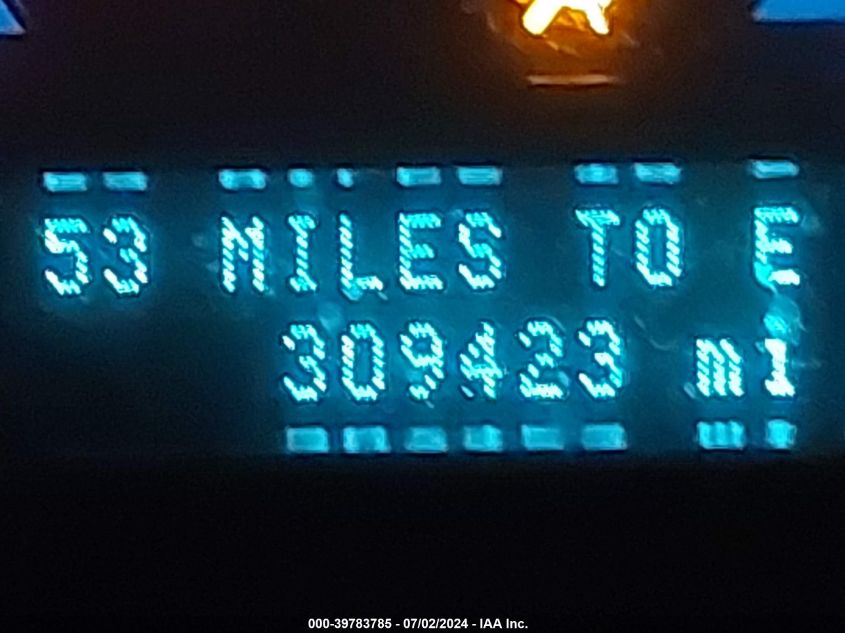 53 MILES TO E
309423 mi
000-39783785 - 07/02/2024 - IAA Inc.